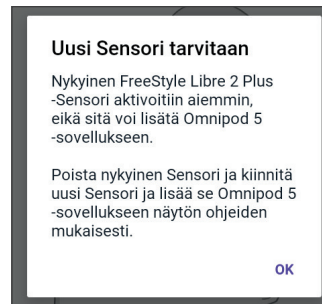 Uusi Sensori tarvitaan
Nykyinen FreeStyle Libre 2 Plus
-Sensori aktivoitiin aiemmin,
eikä sitä voi lisätä Omnipod 5
-sovellukseen.
Poista nykyinen Sensori ja kiinnitä
uusi Sensori ja lisää se Omnipod 5
-sovellukseen näytön ohjeiden
mukaisesti.
OK